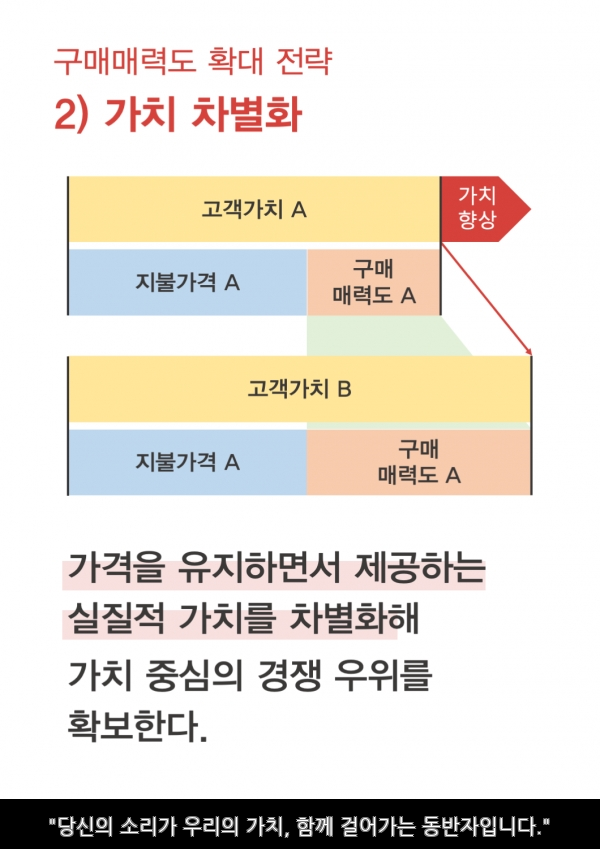 구매매력도 확대 전략
2) 가치 차별화
고객가치 A
가치
향상
지불가격 A
구매
매력도 A
고객가치 B
지불가격 A
구매
매력도 A
가격을 유지하면서 제공하는
실질적 가치를 차별화해
가치 중심의 경쟁 우위를
확보한다.
"당신의 소리가 우리의 가치, 함께 걸어가는 동반자입니다."